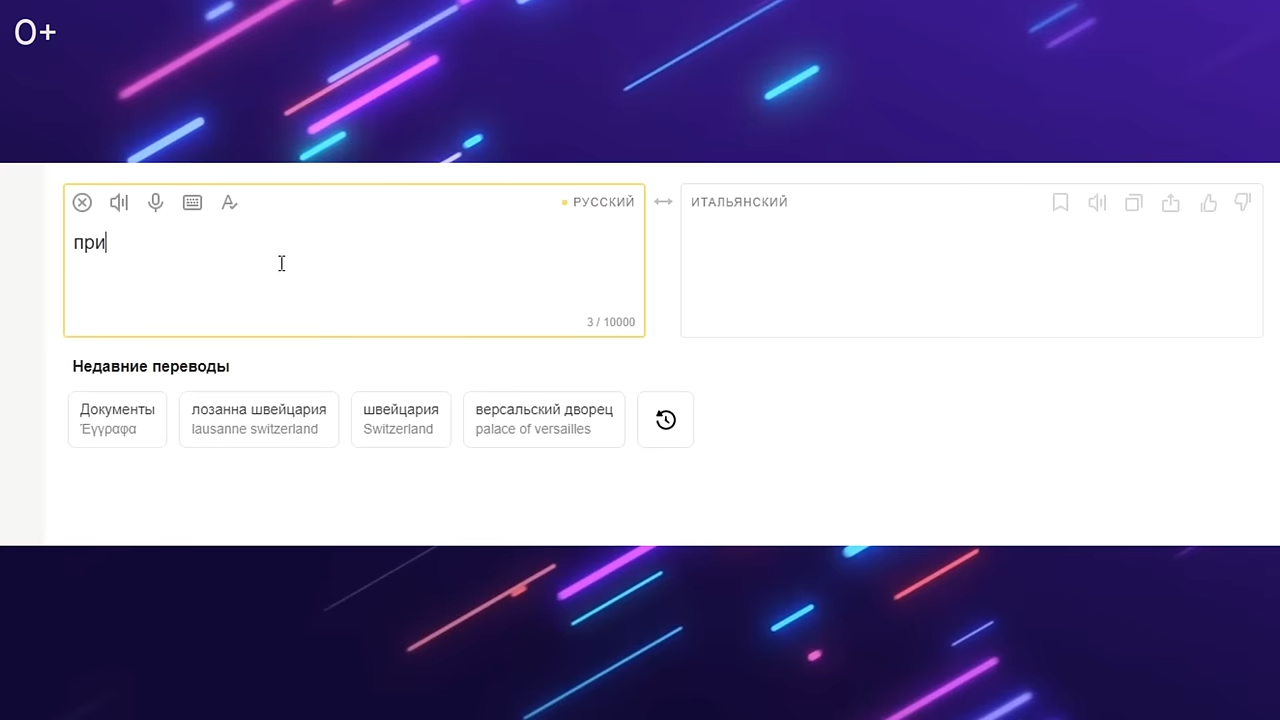 0+
РУССКИЙ
ИТАЛЬЯНСКИЙ
при
3 / 10000
Недавние переводы
Документы
Έγγραφα
лозанна швейцария
lausanne switzerland
швейцария
Switzerland
версальский дворец
palace of versailles